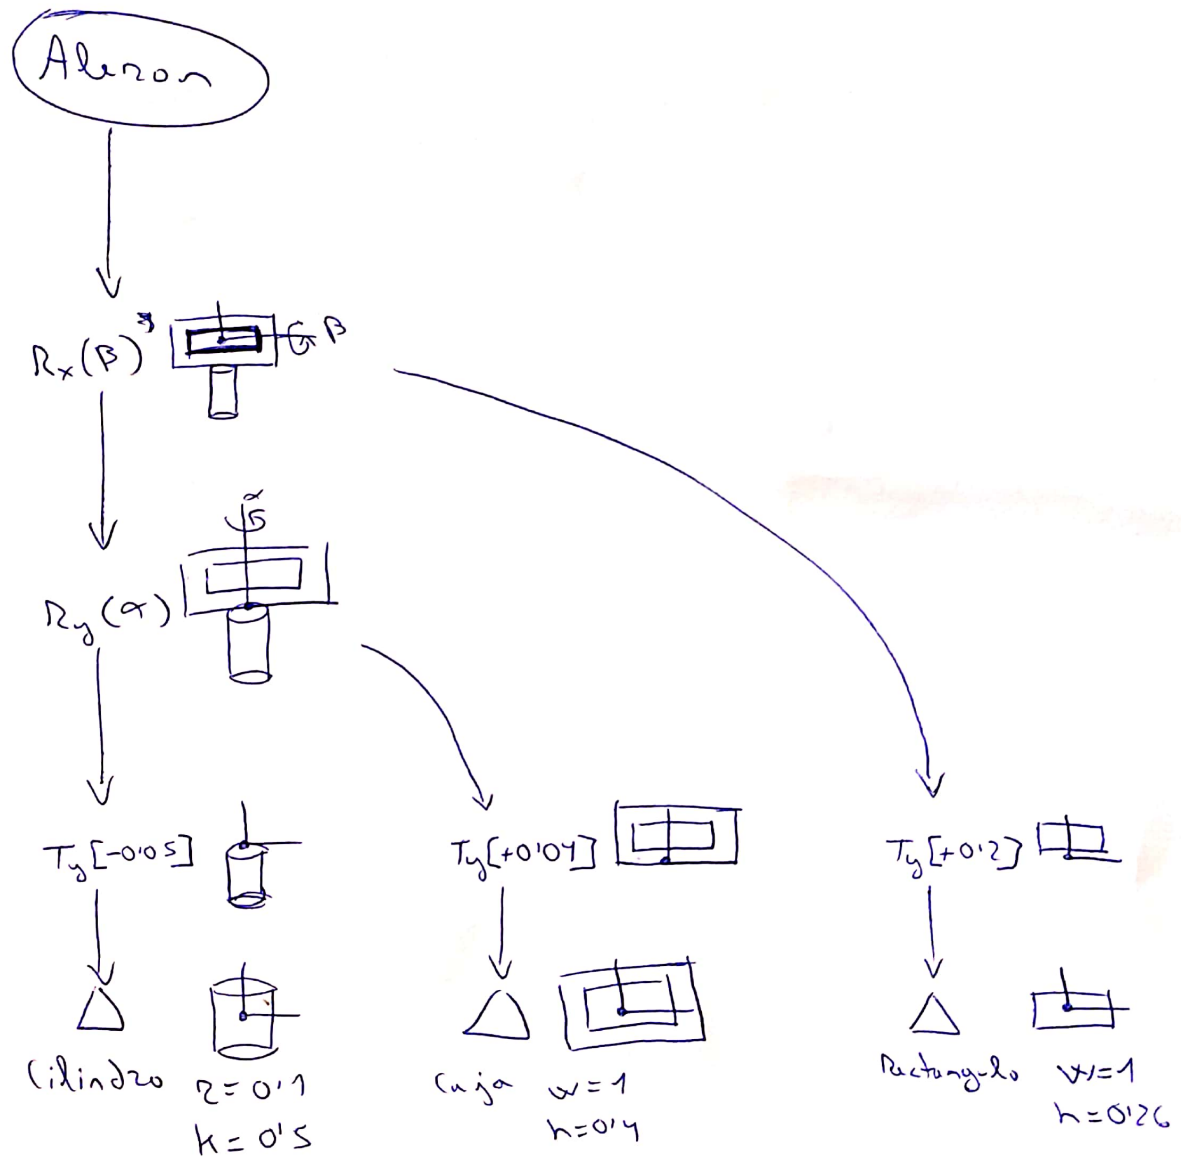 Aleron
Rx(β)
β
α
Ry(α)
Ty[-0'05]
Ty[+0'04]
Ty[+0'2]
Cilindro
r=0'1
k=0'5
Caja
w=1
h=0'4
Rectangulo
w=1
h=0'26